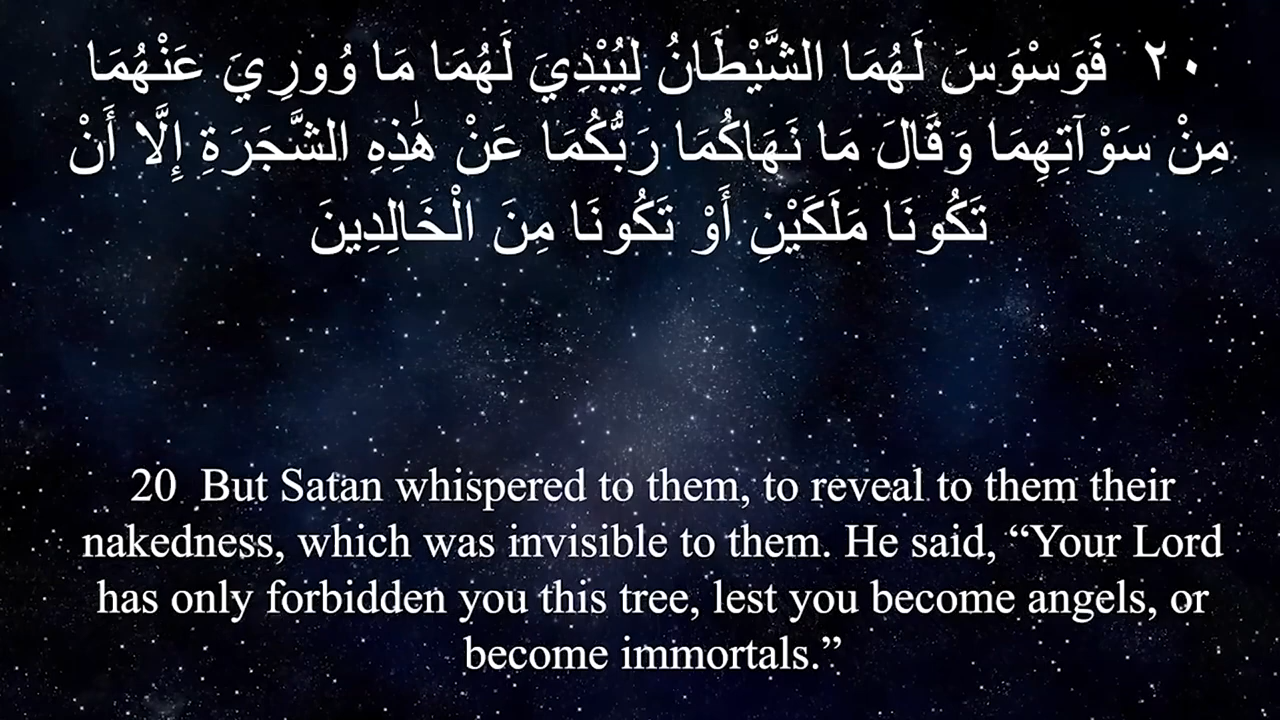 ٢٠ فَوَسْوَسَ لَهُمَا الشَّيْطَانُ لِيُبْدِيَ لَهُمَا مَا وُورِيَ عَنْهُمَا
مِنْ سَوْآتِهِمَا وَقَالَ مَا نَهَاكُمَا رَبُّكُمَا عَنْ هَٰذِهِ الشَّجَرَةِ إِلَّا أَنْ
تَكُونَا مَلَكَيْنِ أَوْ تَكُونَا مِنَ الْخَالِدِينَ
20 But Satan whispered to them, to reveal to them their
nakedness, which was invisible to them. He said, “Your Lord
has only forbidden you this tree, lest you become angels, or
become immortals.”